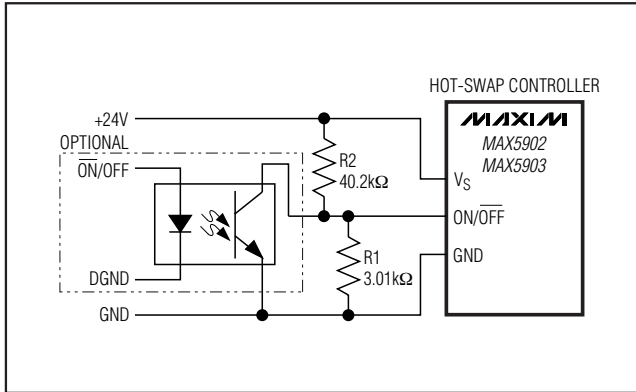 HOT-SWAP CONTROLLER
+24V
MAXIM
OPTIONAL
MAX5902
ON/OFF
R2
MAX5903
40.2kΩ
VS
ON/OFF
GND
R1
DGND
3.01kΩ
GND